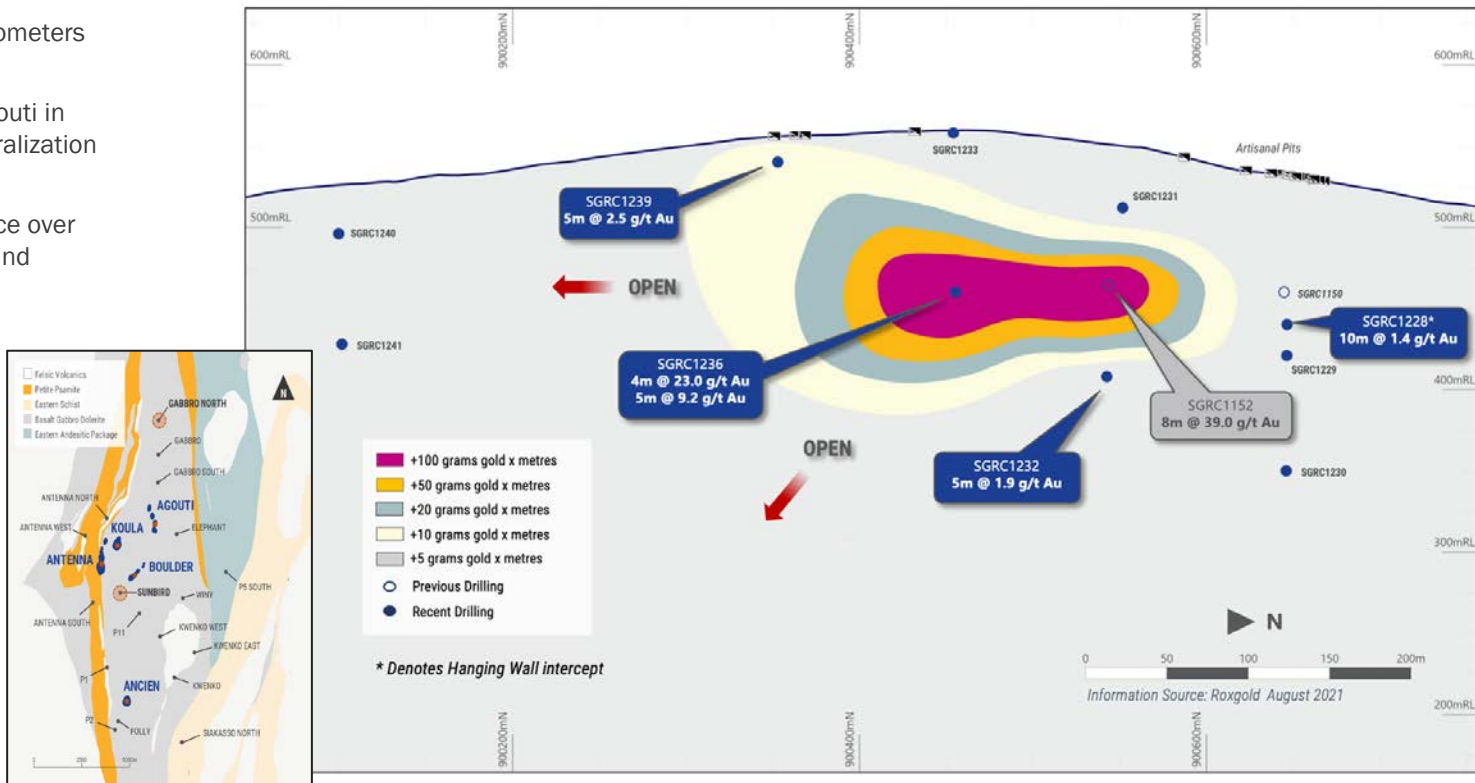 ometers
outi in
ralization
ce over
nd
900200mN
900400mN
900600mN
600mRL
600mRL
SGRC1233
Artisanal Pits
SGRC1239
5m @ 2.5 g/t Au
SGRC1231
500mRL
500mRL
SGRC1240
OPEN
SGRC1150
SGRC1228*
10m @ 1.4 g/t Au
SGRC1241
SGRC1236
4m @ 23.0 g/t Au
5m @ 9.2 g/t Au
SGRC1229
400mRL
SGRC1152
8m @ 39.0 g/t Au
OPEN
SGRC1232
5m @ 1.9 g/t Au
SGRC1230
+100 grams gold x metres
+50 grams gold x metres
+20 grams gold x metres
+10 grams gold x metres
+5 grams gold x metres
Previous Drilling
Recent Drilling
* Denotes Hanging Wall intercept
300mRL
N
0 50 100 150 200m
Information Source: Roxgold August 2021
200mRL
900200mN
900400mN
900600mN
Felsic Volcanics
Pelite Psamite
Eastern Schist
Basalt Gabbro Dolerite
Eastern Andesitic Package
N
GABBRO NORTH
GABBRO
GABBRO SOUTH
ANTENNA NORTH
AGOUTI
ANTENNA WEST
KOULA
ELEPHANT
ANTENNA
BOULDER
P5 SOUTH
SUNBIRD
WINY
ANTENNA SOUTH
P11
KWENKO WEST
KWENKO EAST
P1
ANCIEN
KWENKO
P2
FOLLY
SIAKASSO NORTH
0